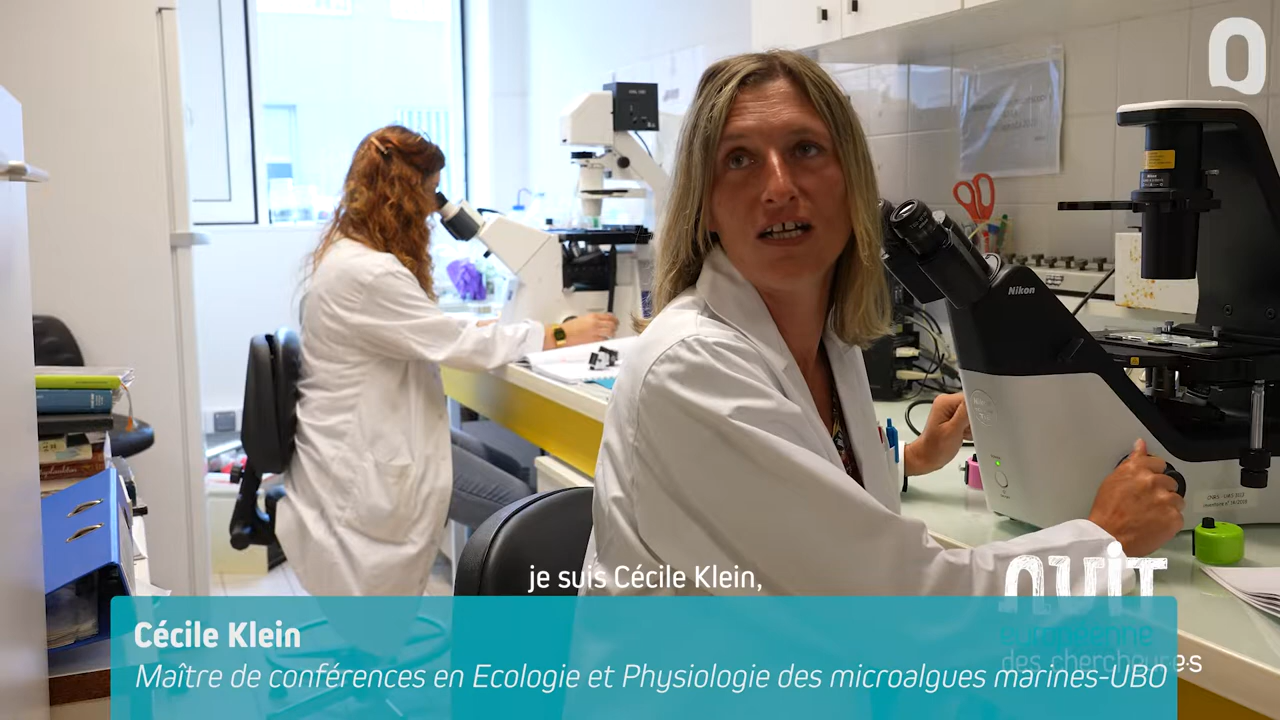 Q
Nikon
je suis Cécile Klein,
Cécile Klein
Maître de conférences en Ecologie et Physiologie des microalgues marines-UBO
nuit
européenne
des chercheur·e·s